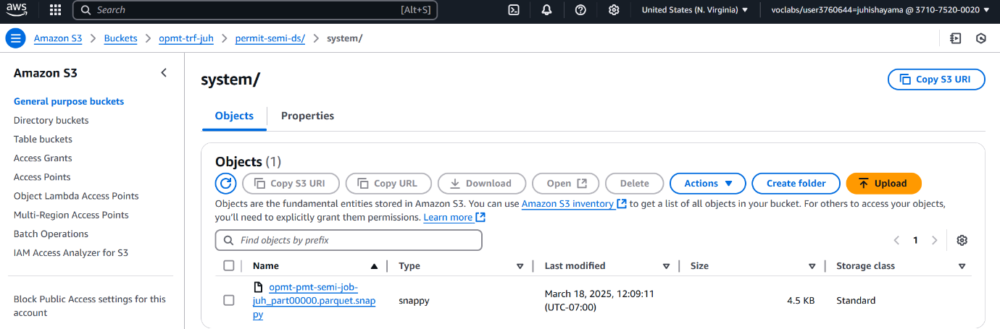 aws
Search [Alt+S] United States (N. Virginia) voclabs/user3760644=juhishayama @ 3710-7520-0020
Amazon S3 Buckets opmt-trf-juh permit-semi-ds/ system/
Amazon S3
General purpose buckets
Directory buckets
Table buckets
Access Grants
Access Points
Object Lambda Access Points
Multi-Region Access Points
Batch Operations
IAM Access Analyzer for S3
Block Public Access settings for this
account
system/
Copy S3 URI
Objects Properties
Objects (1)
Copy S3 URI Copy URL Download Open Delete Actions Create folder Upload
Objects are the fundamental entities stored in Amazon S3. You can use Amazon S3 inventory to get a list of all objects in your bucket. For others to access your objects,
you'll need to explicitly grant them permissions. Learn more
Find objects by prefix
1
Name Type Last modified Size Storage class
opmt-pmt-semi-job-
juh_part00000.parquet.snap
py
snappy
March 18, 2025, 12:09:11
(UTC-07:00)
4.5 KB
Standard